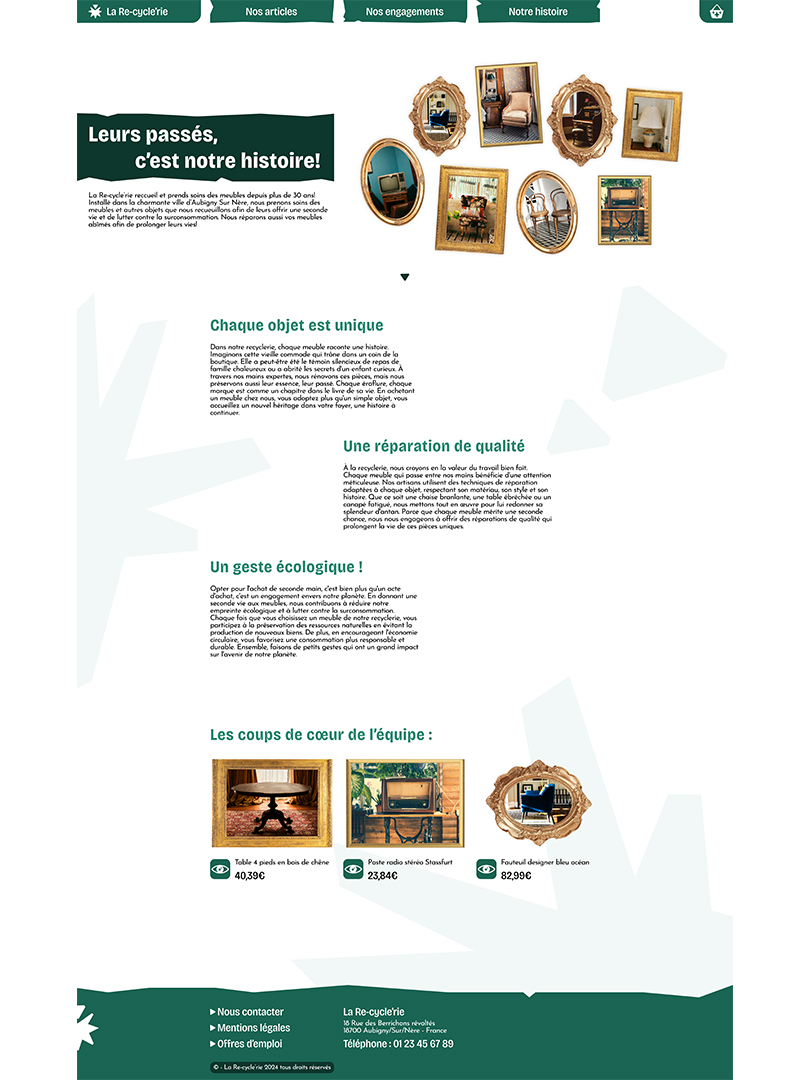 La Re-cycle'rie
Nos articles
Nos engagements
Notre histoire
Leurs passés,
c'est notre histoire!
La Re-cycle'rie reccueil et prends soins des meubles depuis plus de 30 ans!
Installé dans la charmante ville d'Aubigny Sur Nère, nous prenons soins des
meubles et autres objets que nous recueuillons afin de leurs offrir une seconde
vie et de lutter contre la surconsommation. Nous réparons aussi vos meubles
abîmés afin de prolonger leurs vies!
Chaque objet est unique
Dans notre recyclerie, chaque meuble raconte une histoire.
Imaginons cette vieille commode qui trône dans un coin de la
boutique. Elle a peut-être été le témoin silencieux de repas de
famille chaleureux ou a abrité les secrets d'un enfant curieux. À
travers nos mains expertes, nous rénovons ces pièces, mais nous
préservons aussi leur essence, leur passé. Chaque éraflure, chaque
marque est comme un chapitre dans le livre de sa vie. En achetant
un meuble chez nous, vous adoptez plus qu'un simple objet, vous
accueillez un nouvel héritage dans votre foyer, une histoire à
continuer.
Une réparation de qualité
À la recyclerie, nous croyons en la valeur du travail bien fait.
Chaque meuble qui passe entre nos mains bénéficie d'une attention
méticuleuse. Nos artisans utilisent des techniques de réparation
adaptées à chaque objet, respectant son matériau, son style et son
histoire. Que ce soit une chaise branlante, une table ébréchée ou un
canapé fatigué, nous mettons tout en œuvre pour lui redonner sa
splendeur d'antan. Parce que chaque meuble mérite une seconde
chance, nous nous engageons à offrir des réparations de qualité qui
prolongent la vie de ces pièces uniques.
Un geste écologique !
Opter pour l'achat de seconde main, c'est bien plus qu'un acte
d'achat, c'est un engagement envers notre planète. En donnant une
seconde vie aux meubles, nous contribuons à réduire notre
empreinte écologique et à lutter contre la surconsommation.
Chaque fois que vous choisissez un meuble de notre recyclerie, vous
participez à la préservation des ressources naturelles en évitant la
production de nouveaux biens. De plus, en encourageant l'économie
circulaire, vous favorisez une consommation plus responsable et
durable. Ensemble, faisons de petits gestes qui ont un grand impact
sur l'avenir de notre planète.
Les coups de cœur de l'équipe :
Table 4 pieds en bois de chêne
40,39€
Poste radio stéréo Stassfurt
23,84€
Fauteuil designer bleu océan
82,99€
Nous contacter
Mentions légales
Offres d'emploi
La Re-cycle'rie
18 Rue des Berrichons révoltés
18700 Aubigny/Sur/Nère - France
Téléphone : 01 23 45 67 89
© - La Re-cycle'rie 2024 tous droits réservés